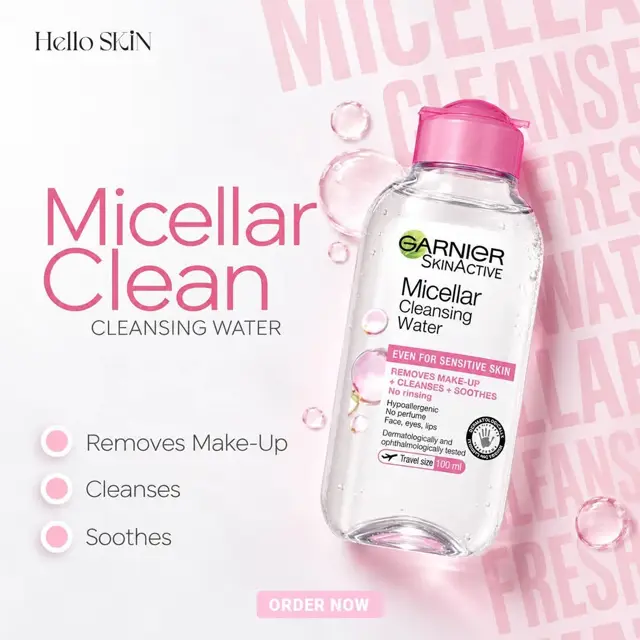 Hello SKiN
Micellar
Clean
CLEANSING WATER
Removes Make-Up
Cleanses
Soothes
ORDER NOW
GARNIER
SKINACTIVE
Micellar
Cleansing
Water
EVEN FOR SENSITIVE SKIN
REMOVES MAKE-UP
+ CLEANSES + SOOTHES
No rinsing
Hypoallergenic
No perfume
Face, eyes, lips
Dermatologically and
ophthalmologically tested
Travel size 100 ml
MICELLA
CLEANSE
FRES
WAT
CLEANS
FRESH